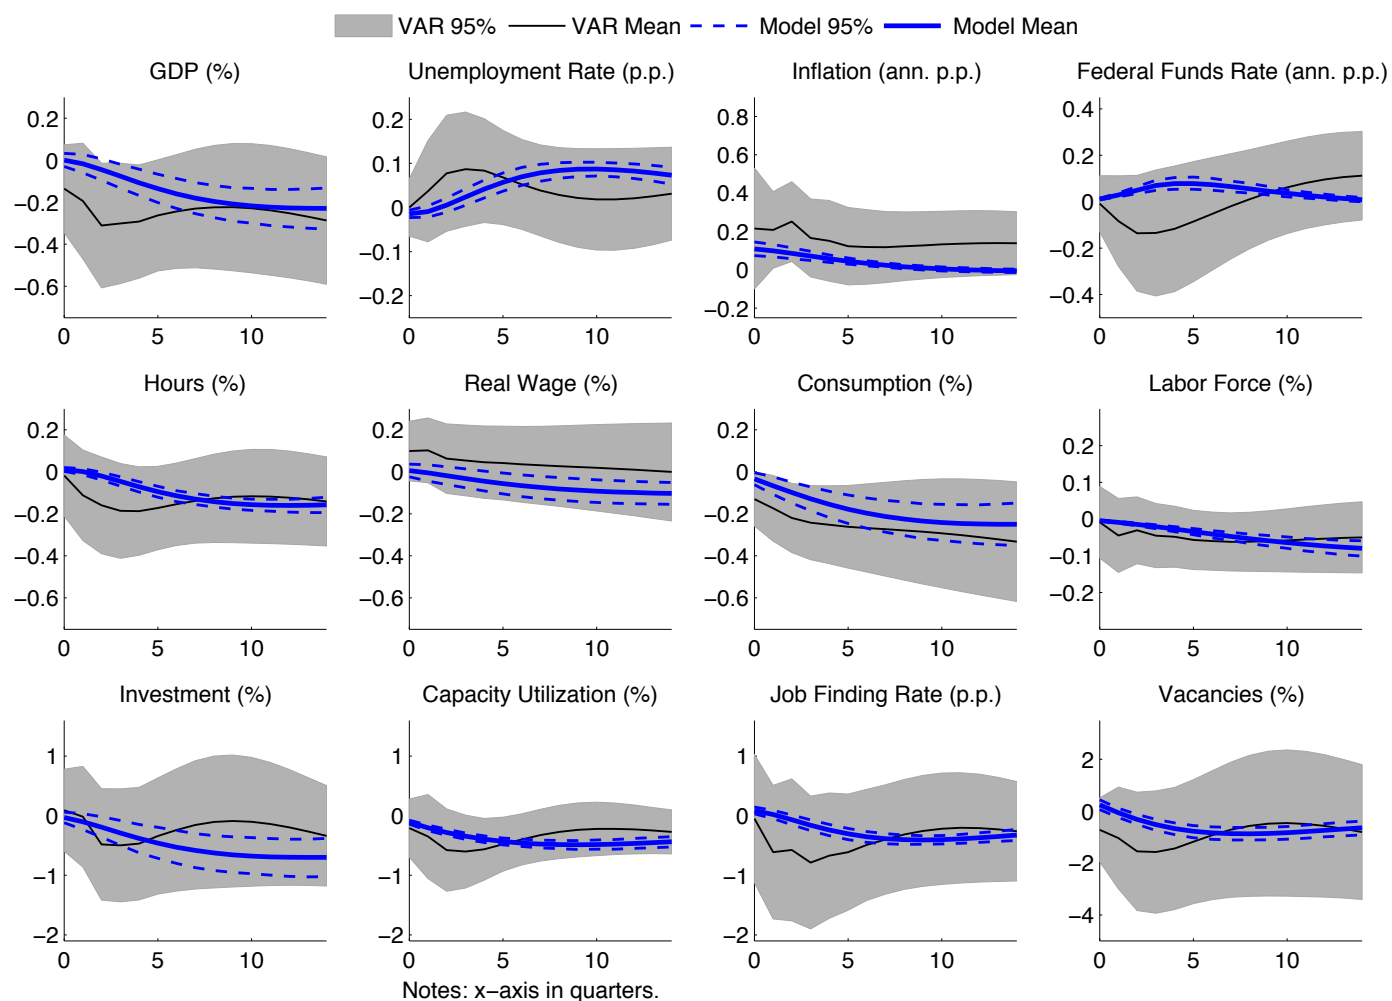 VAR 95% VAR Mean Model 95% Model Mean
GDP (%) Unemployment Rate (p.p.) Inflation (ann. p.p.) Federal Funds Rate (ann. p.p.)
0.2 0 −0.2 −0.4 −0.6
0.2 0.1 0 −0.1 −0.2
0.8 0.6 0.4 0.2 0 −0.2
0.4 0.2 0 −0.2 −0.4
0 5 10 0 5 10 0 5 10 0 5 10
Hours (%) Real Wage (%) Consumption (%) Labor Force (%)
0.2 0 −0.2 −0.4 −0.6
0.2 0 −0.2 −0.4 −0.6
0.2 0 −0.2 −0.4 −0.6
0.2 0.1 0 −0.1 −0.2
0 5 10 0 5 10 0 5 10 0 5 10
Investment (%) Capacity Utilization (%) Job Finding Rate (p.p.) Vacancies (%)
1 0 −1 −2
1 0 −1 −2
1 0 −1 −2
2 0 −2 −4
0 5 10 0 5 10 0 5 10 0 5 10
Notes: x−axis in quarters.